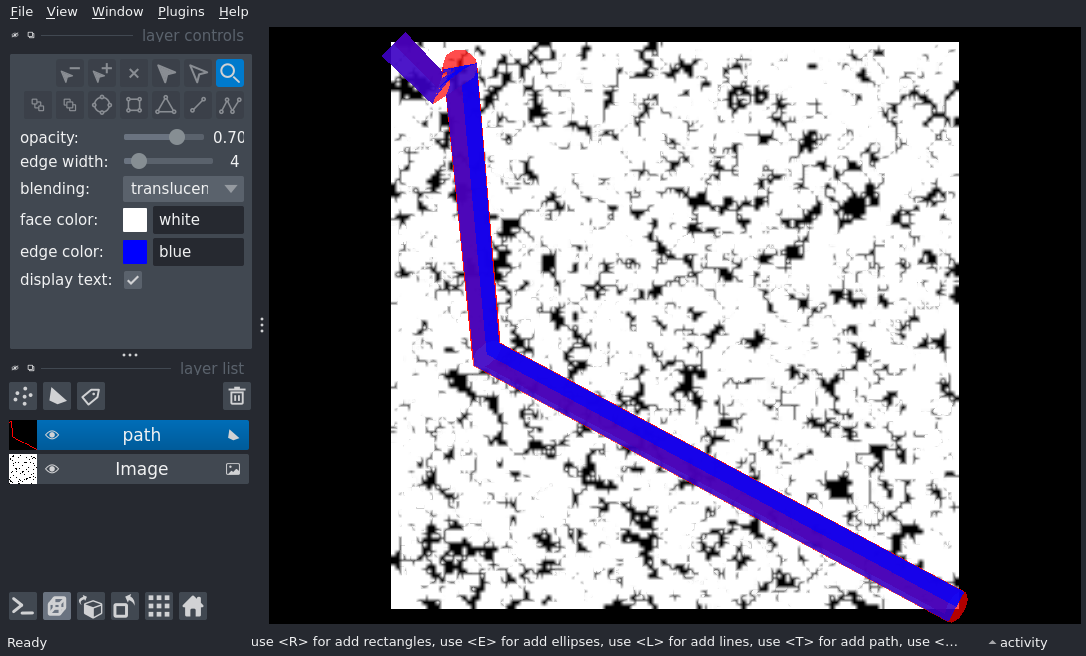 File View Window Plugins Help
layer controls
opacity: 0.70
edge width: 4
blending: translucen
face color: white
edge color: blue
display text:
layer list
path
Image
Ready
use <R> for add rectangles, use <E> for add ellipses, use <L> for add lines, use <T> for add path, use <...
activity